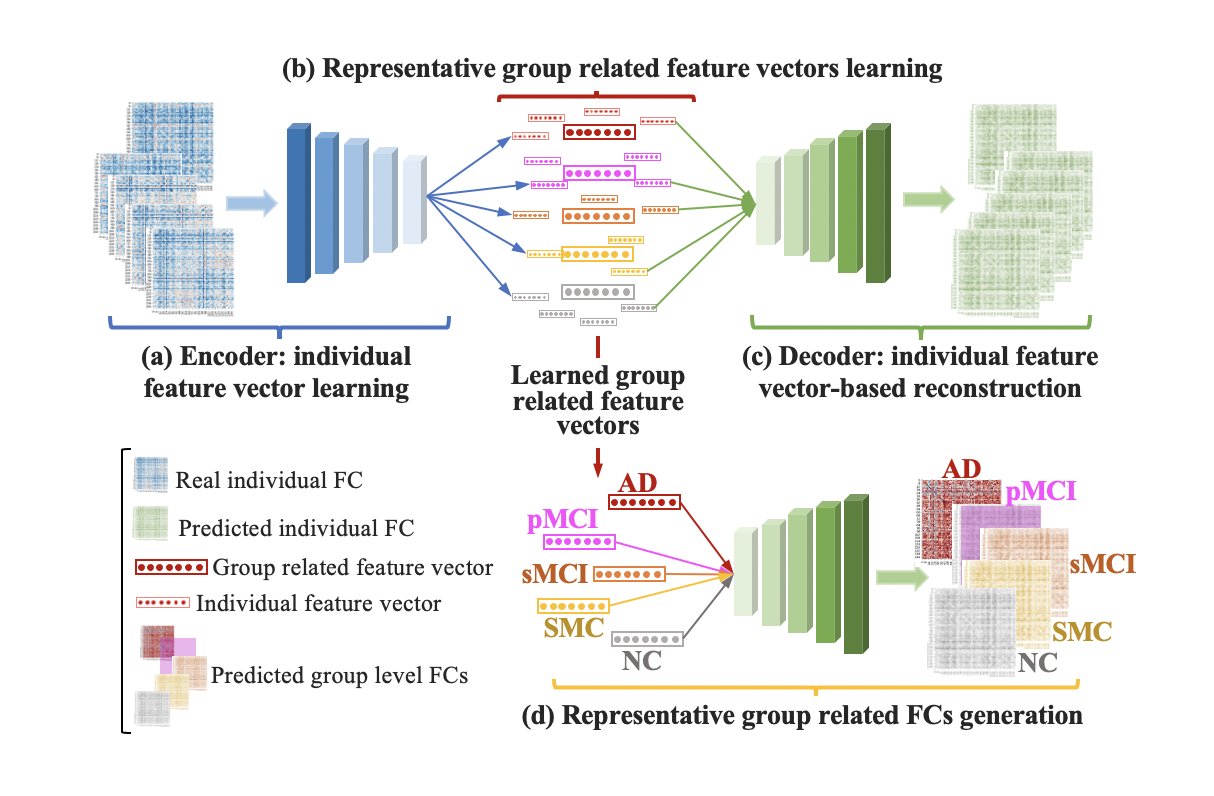 (b) Representative group related feature vectors learning
(a) Encoder: individual
feature vector learning
(c) Decoder: individual feature
vector-based reconstruction
Learned group
related feature
vectors
Real individual FC
Predicted individual FC
Group related feature vector
Individual feature vector
Predicted group level FCs
AD
pMCI
sMCI
SMC
NC
AD
pMCI
sMCI
SMC
NC
(d) Representative group related FCs generation